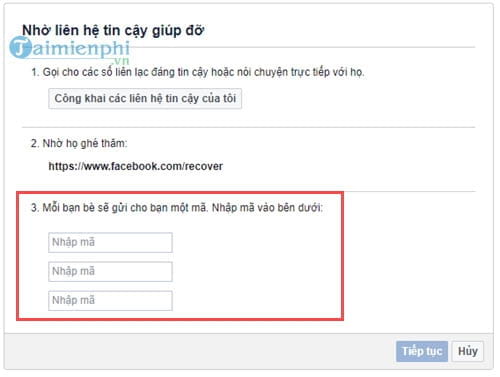 Nhờ liên hệ tin cậy giúp đỡ
Taimienphi
.vn
1. Gọi cho các số liên lạc đáng tin cậy hoặc nói chuyện trực tiếp với họ.
Công khai các liên hệ tin cậy của tôi
2. Nhờ họ ghé thăm:
https://www.facebook.com/recover
3. Mỗi bạn bè sẽ gửi cho bạn một mã. Nhập mã vào bên dưới:
Nhập mã
Nhập mã
Nhập mã
Tiếp tục Hủy